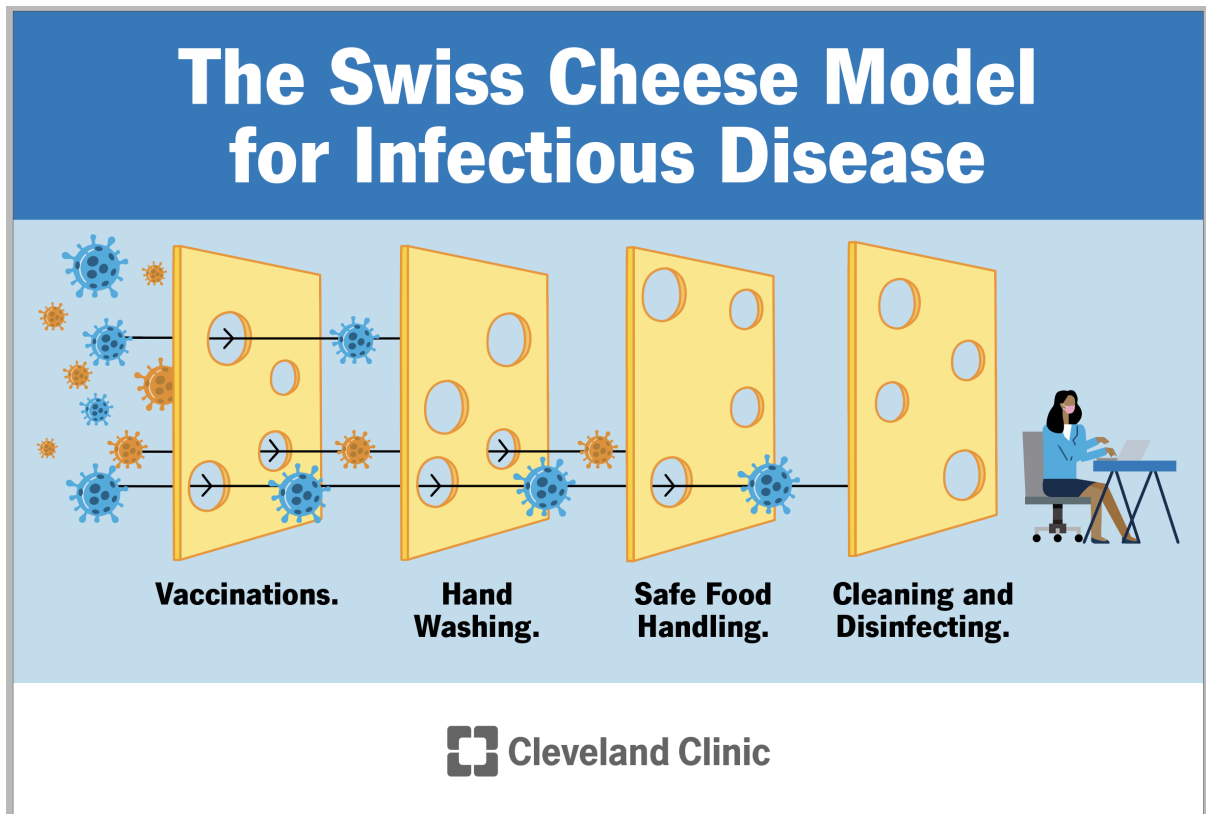 The Swiss Cheese Model
for Infectious Disease
Vaccinations.
Hand
Washing.
Safe Food
Handling.
Cleaning and
Disinfecting.
Cleveland Clinic